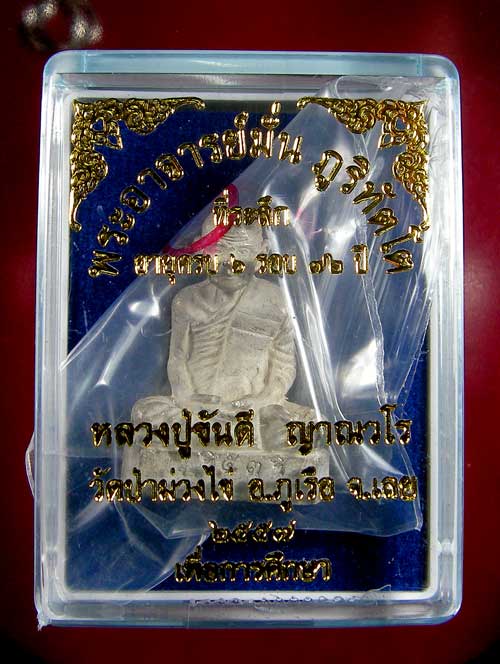 พระอาจารย์มั่น ภูริทัตโต
ที่ระลึก
อายุครบ ๖ รอบ ๗๒ ปี
หลวงปู่ขันตี ญาณวโร
วัดป่าม่วงไข่ อ.ภูเรือ จ.เลย
๒๕๕๗
เพื่อการศึกษา